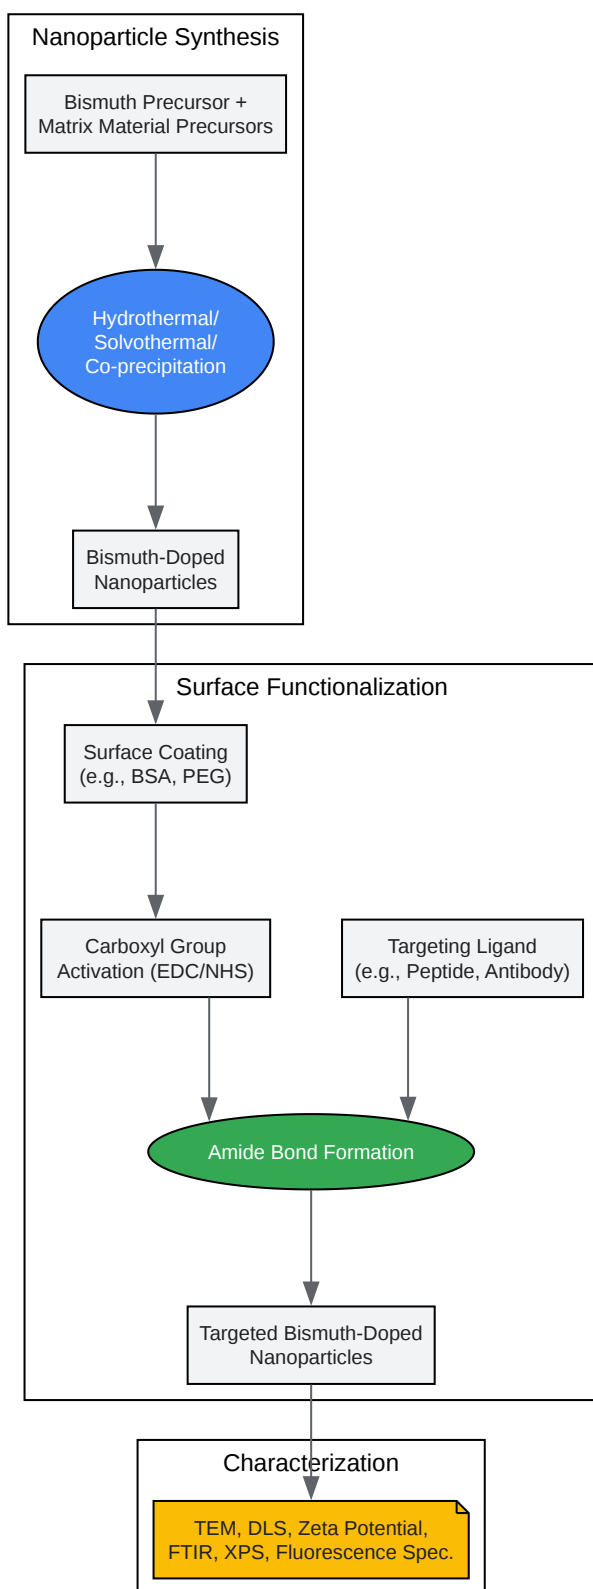 Nanoparticle Synthesis
Bismuth Precursor +
Matrix Material Precursors
Hydrothermal/
Solvothermal/
Co-precipitation
Bismuth-Doped
Nanoparticles
Surface Functionalization
Surface Coating
(e.g., BSA, PEG)
Carboxyl Group
Activation (EDC/NHS)
Targeting Ligand
(e.g., Peptide, Antibody)
Amide Bond Formation
Targeted Bismuth-Doped
Nanoparticles
Characterization
TEM, DLS, Zeta Potential,
FTIR, XPS, Fluorescence Spec.